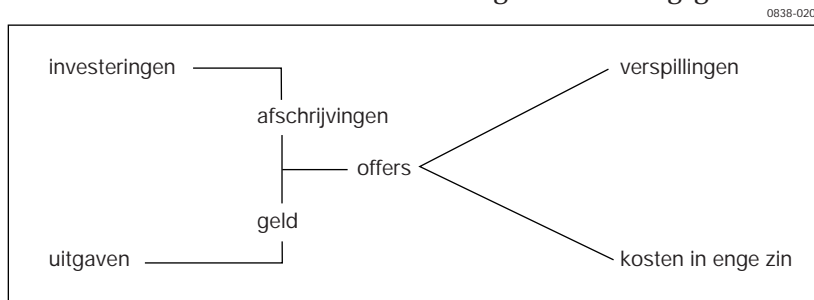 0838-020
investeringen
verspillingen
afschrijvingen
offers
geld
uitgaven
kosten in enge zin